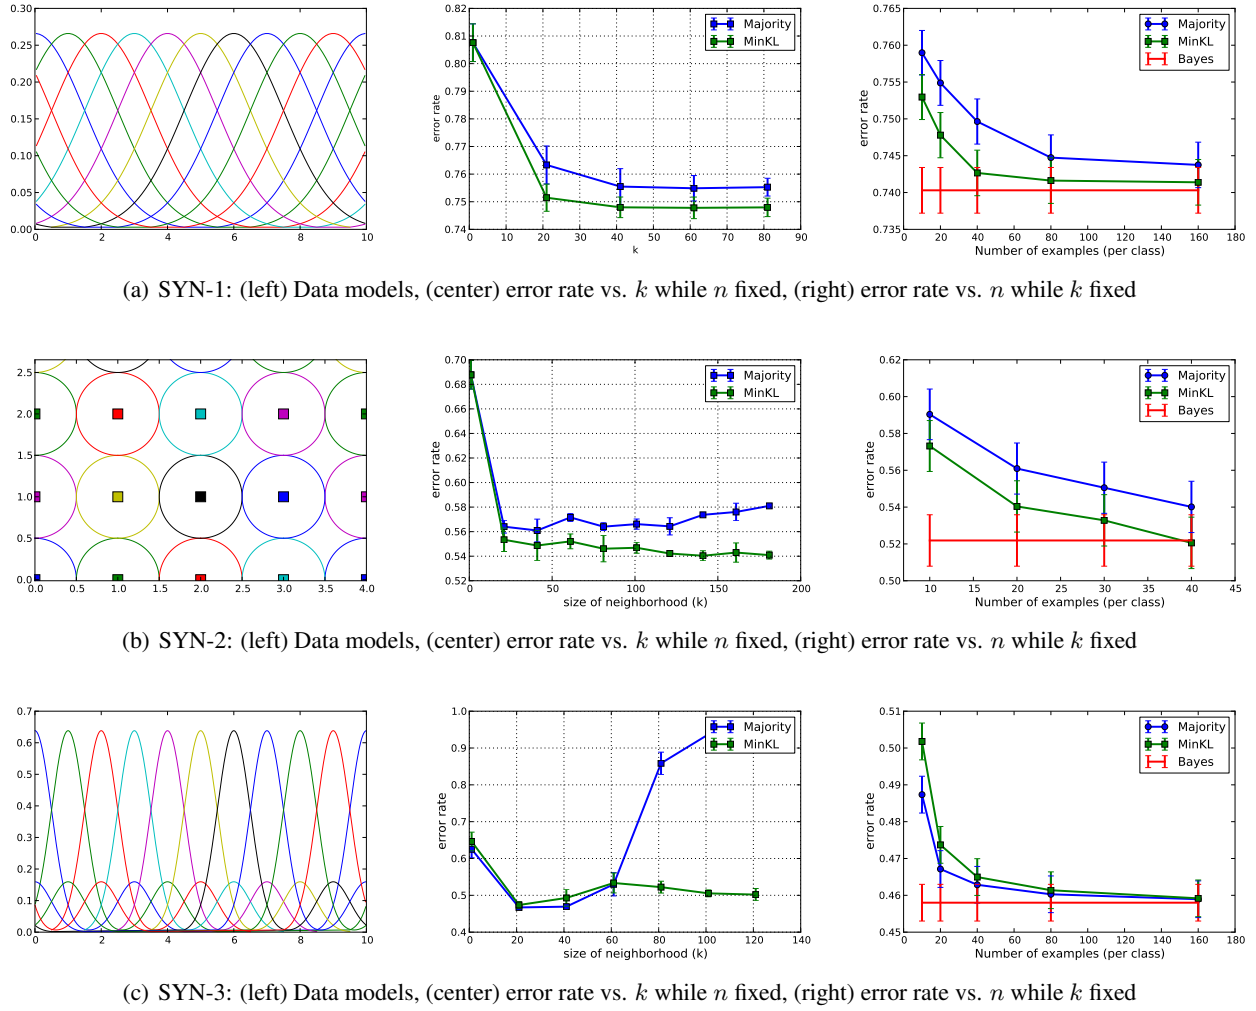 0.30
0.25
0.20
0.15
0.10
0.05
0.00
0 2 4 6 8 10
0.82
0.81
0.80
0.79
0.78
0.77
0.76
0.75
0.74
0 10 20 30 40 50 60 70 80 90
error rate
k
Majority
MinKL
0.765
0.760
0.755
0.750
0.745
0.740
0.735
0 20 40 60 80 100 120 140 160 180
error rate
Number of examples (per class)
Majority
MinKL
Bayes
(a) SYN-1: (left) Data models, (center) error rate vs. k while n fixed, (right) error rate vs. n while k fixed
2.5
2.0
1.5
1.0
0.5
0.0
0.0 0.5 1.0 1.5 2.0 2.5 3.0 3.5 4.0
0.70
0.68
0.66
0.64
0.62
0.60
0.58
0.56
0.54
0.52
0 50 100 150 200
error rate
size of neighborhood (k)
Majority
MinKL
0.62
0.60
0.58
0.56
0.54
0.52
0.50
10 15 20 25 30 35 40 45
error rate
Number of examples (per class)
Majority
MinKL
Bayes
(b) SYN-2: (left) Data models, (center) error rate vs. k while n fixed, (right) error rate vs. n while k fixed
0.7
0.6
0.5
0.4
0.3
0.2
0.1
0.0
0 2 4 6 8 10
1.0
0.9
0.8
0.7
0.6
0.5
0.4
0 20 40 60 80 100 120 140
error rate
size of neighborhood (k)
Majority
MinKL
0.51
0.50
0.49
0.48
0.47
0.46
0.45
0 20 40 60 80 100 120 140 160 180
error rate
Number of examples (per class)
Majority
MinKL
Bayes
(c) SYN-3: (left) Data models, (center) error rate vs. k while n fixed, (right) error rate vs. n while k fixed